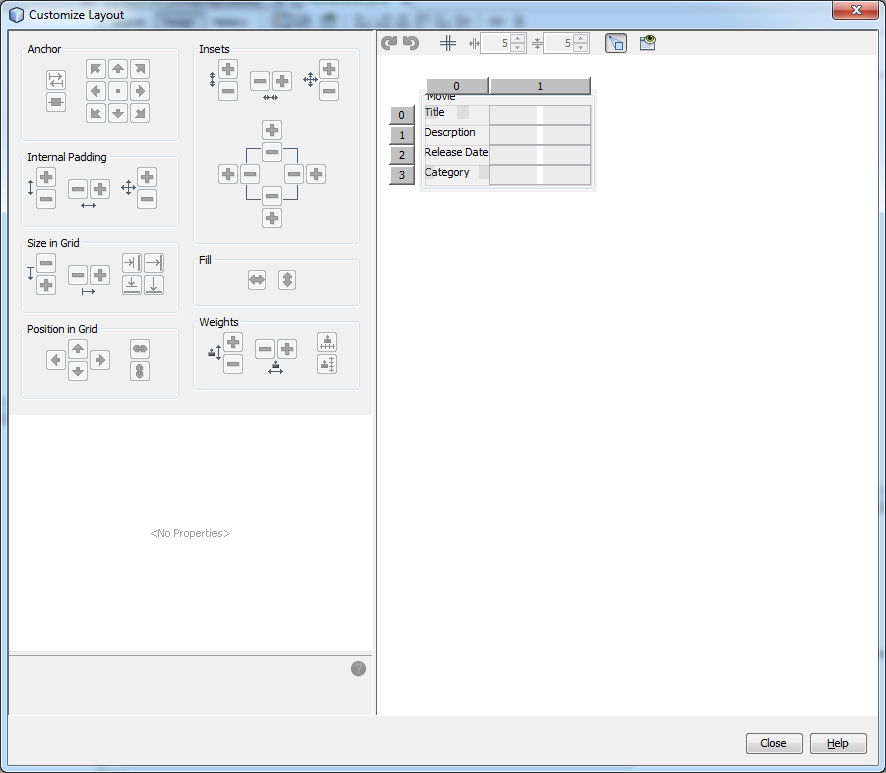 Customize Layout
Anchor
Insets
Internal Padding
Size in Grid
Fill
Position in Grid
Weights
<No Properties>
5
5
0
1
Movie
0
Title
1
Descrption
2
Release Date
3
Category
Close
Help